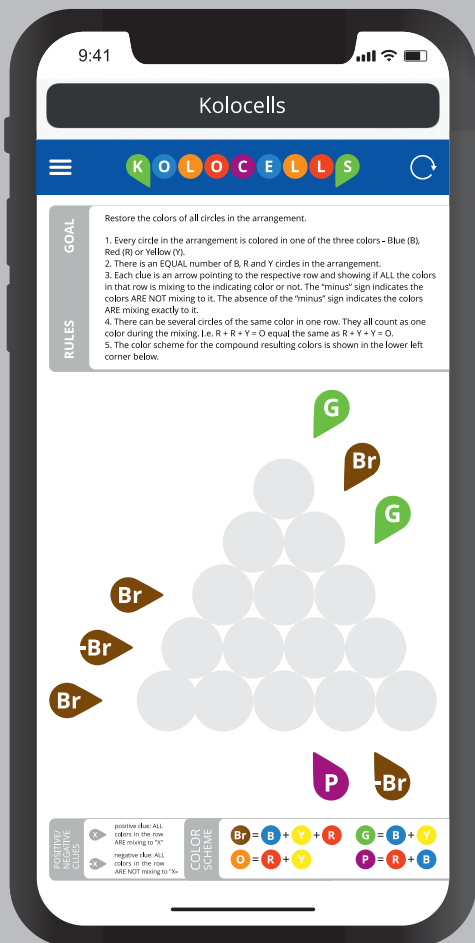 9:41
Kolocells
KOLOCELLS
GOAL
Restore the colors of all circles in the arrangement.
RULES
1. Every circle in the arrangement is colored in one of the three colors - Blue (B),
Red (R) or Yellow (Y).
2. There is an EQUAL number of B, R and Y circles in the arrangement.
3. Each clue is an arrow pointing to the respective row and showing if ALL the colors
in that row is mixing to the indicating color or not. The "minus" sign indicates the
colors ARE NOT mixing to it. The absence of the "minus" sign indicates the colors
ARE mixing exactly to it.
4. There can be several circles of the same color in one row. They all count as one
color during the mixing. I.e. R + R + Y = O equal the same as R + Y + Y = O.
5. The color scheme for the compound resulting colors is shown in the lower left
corner below.
G
Br
G
Br
-Br
Br
P
-Br
POSITIVE/
NEGATIVE
CLUES
X
positive clue: ALL
colors in the row
ARE mixing to "X"
-X
negative clue: ALL
colors in the row
ARE NOT mixing to "X»
COLOR
SCHEME
Br = B + Y + R
G = B + Y
O = R + Y
P = R + B